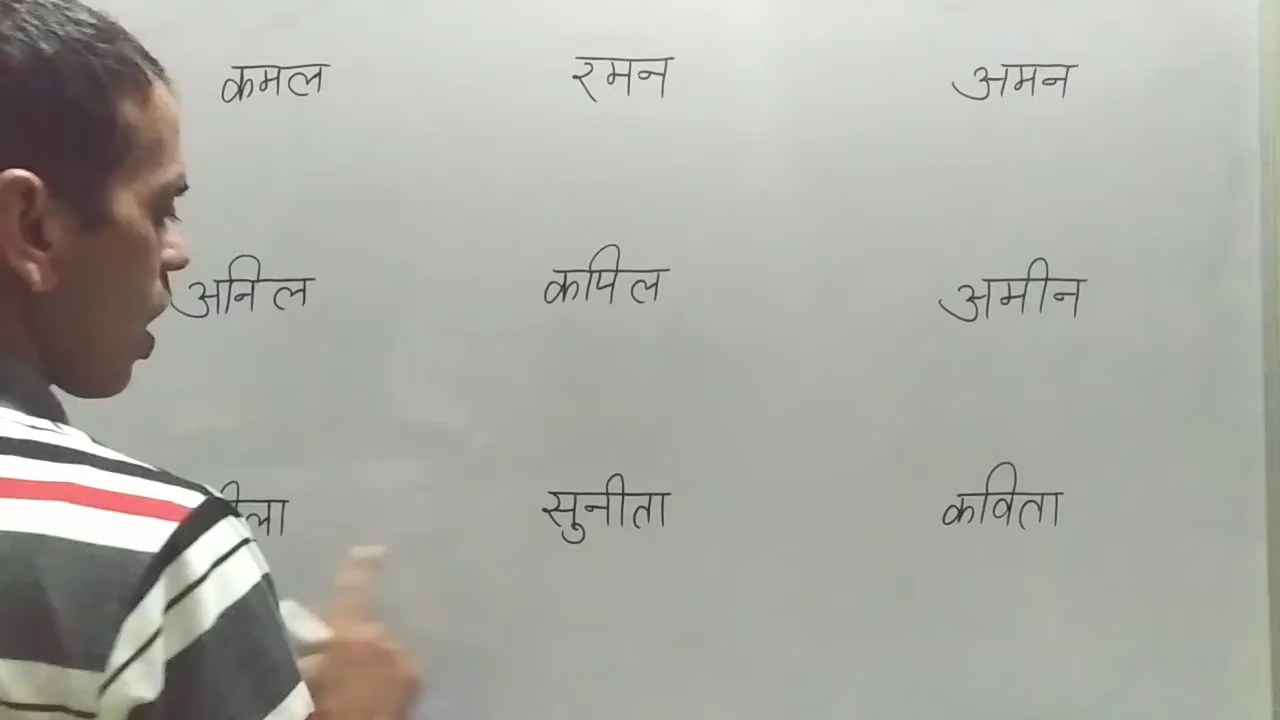 कमल रमन अमन
अनिल कपिल अमीन
सुनीता कविता